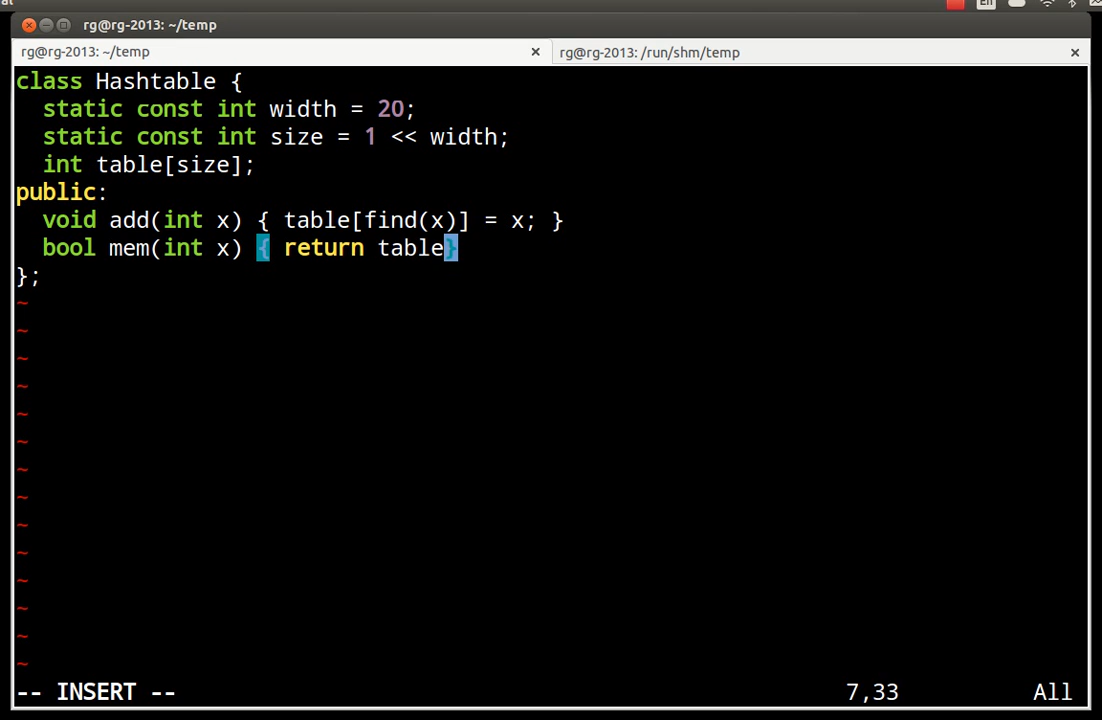 at
En
rg@rg-2013: ~/temp
rg@rg-2013: ~/temp
rg@rg-2013: /run/shm/temp
class Hashtable {
  static const int width = 20;
  static const int size = 1 << width;
  int table[size];
public:
  void add(int x) { table[find(x)] = x; }
  bool mem(int x) { return table}
};
~
~
~
~
~
~
~
~
~
~
~
~
~
~
-- INSERT --
7,33
All